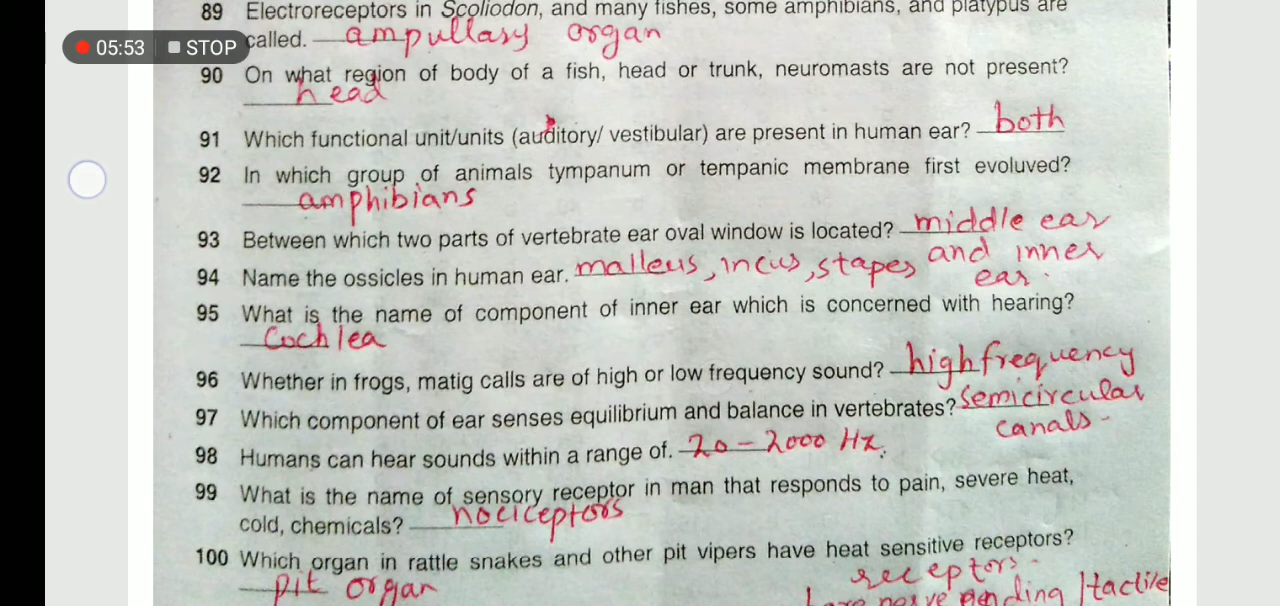 89 Electroreceptors in Scoliodon, and many fishes, some amphibians, and platypus are
05:53 STOP
called. ampullary organ
90 On what region of body of a fish, head or trunk, neuromasts are not present?
head
91 Which functional unit/units (auditory/ vestibular) are present in human ear? both
92 In which group of animals tympanum or tempanic membrane first evoluved?
amphibians
93 Between which two parts of vertebrate ear oval window is located? middle ear
and inner
ear.
94 Name the ossicles in human ear. malleus, incus, stapes
95 What is the name of component of inner ear which is concerned with hearing?
Cochlea
96 Whether in frogs, matig calls are of high or low frequency sound? high frequency
97 Which component of ear senses equilibrium and balance in vertebrates? semicircular
canals-
98 Humans can hear sounds within a range of. 20-2000 Hz.
99 What is the name of sensory receptor in man that responds to pain, severe heat,
cold, chemicals? nociceptors
100 Which organ in rattle snakes and other pit vipers have heat sensitive receptors?
Pit organ
receptors.
ending / tactile